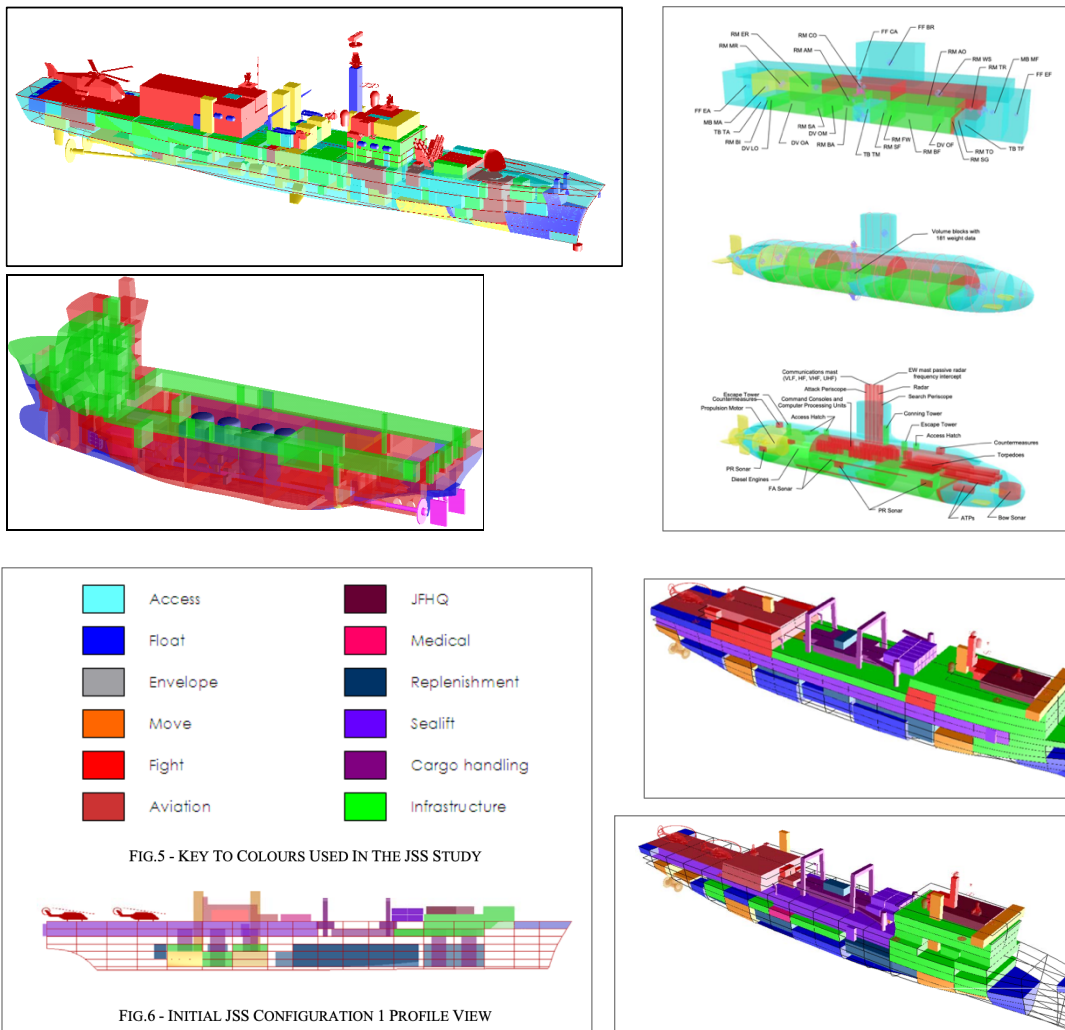 FF BR
RM CO
FF CA
RM ER
RM AO
RM MR
RM AM
RM WS
RM TR
MB MF
FF EF
FF EA
MB MA
TB TA
RM SA
DV OM
RM FW
DV OF
RM TD
TB TF
RM BI
DV LO
DV OA
RM BA
TB TM
RM SF
RM BF
RM SG
Volume blocks with
181 weight data
Communications mast
(VLF, HF, VHF, UHF)
EW mast passive radar
frequency intercept
Attack Periscope
Radar
Escape Tower
Command Consoles and
Computer Processing Units
Search Periscope
Countermeasures
Propulsion Motor
Access Hatch
Conning Tower
Escape Tower
Access Hatch
Countermeasures
Torpedoes
PR Sonar
Diesel Engines
FA Sonar
PR Sonar
ATPs
Bow Sonar
Access
JFHQ
Float
Medical
Envelope
Replenishment
Move
Sealift
Fight
Cargo handling
Aviation
Infrastructure
FIG.5 - KEY TO COLOURS USED IN THE JSS STUDY
FIG.6 - INITIAL JSS CONFIGURATION 1 PROFILE VIEW